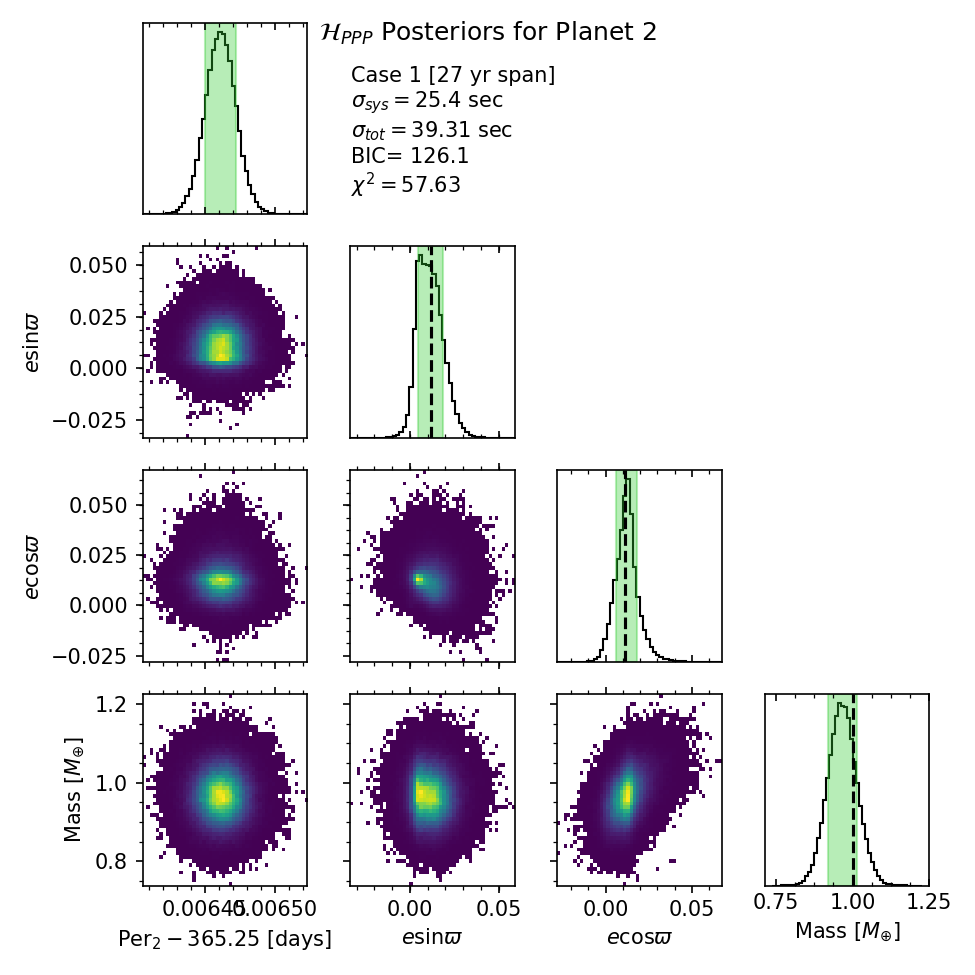 ℋ_PPP Posteriors for Planet 2
Case 1 [27 yr span]
σ_sys = 25.4 sec
σ_tot = 39.31 sec
BIC= 126.1
χ² = 57.63
0.050
0.025
0.000
−0.025
esinϖ
0.050
0.025
0.000
−0.025
ecosϖ
1.2
1.0
0.8
Mass [M⊕]
0.00645 0.00650
Per₂ − 365.25 [days]
0.00 0.05
esinϖ
0.00 0.05
ecosϖ
0.75 1.00 1.25
Mass [M⊕]